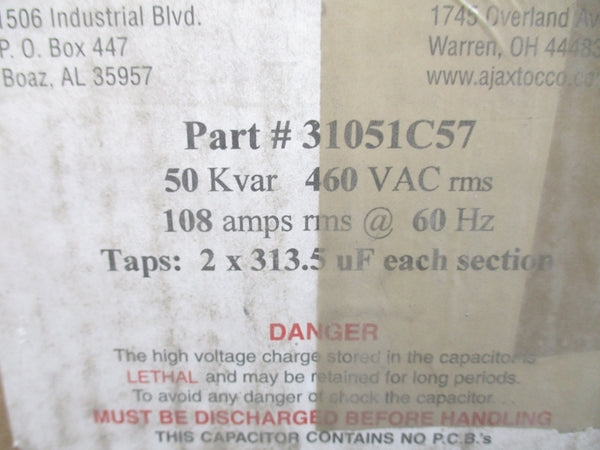 1506 Industrial Blvd.
P. O. Box 447
Boaz, AL 35957
1745 Overland Av
Warren, OH 44483
www.ajaxtocco.co
Part # 31051C57
50 Kvar 460 VAC rms
108 amps rms @ 60 Hz
Taps: 2 x 313.5 uF each section
DANGER
The high voltage charge stored in the capacitor is
LETHAL and may be retained for long periods.
To avoid any danger of shock the capacitor. . .
MUST BE DISCHARGED BEFORE HANDLING
THIS CAPACITOR CONTAINS NO P.C.B.'s